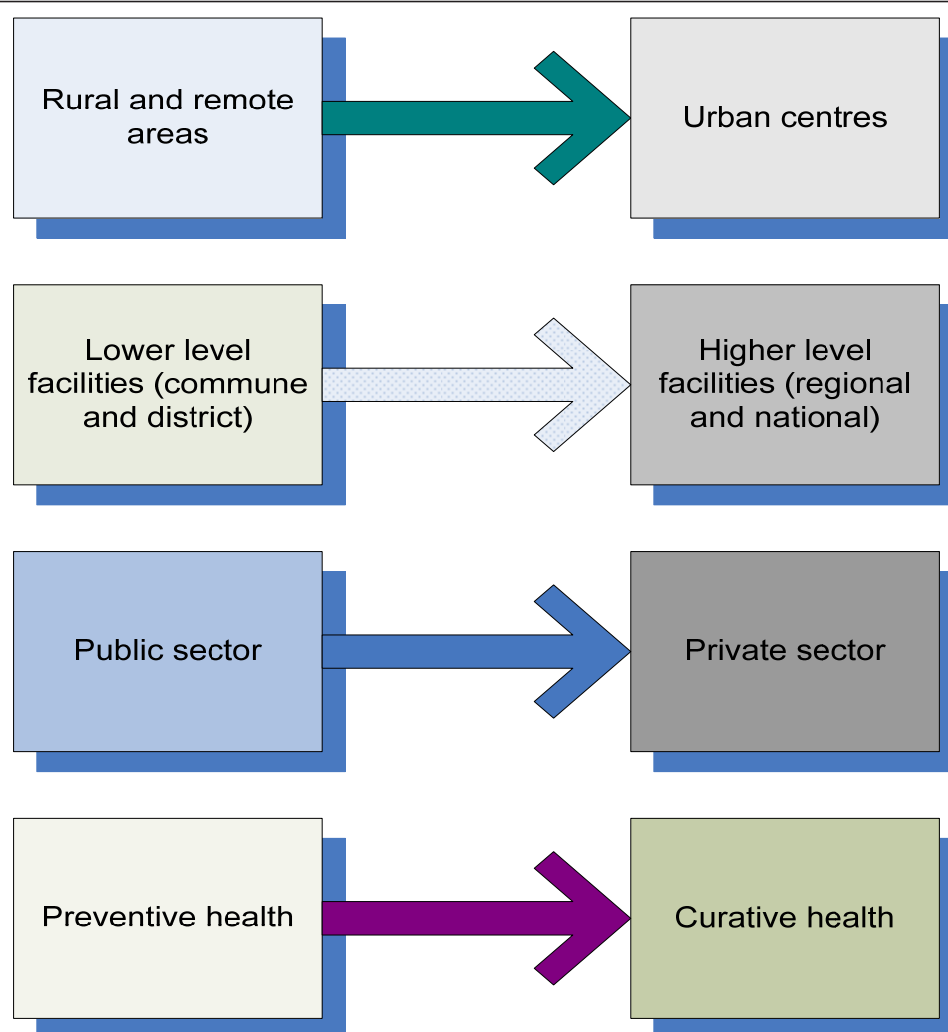 Rural and remote
areas
Urban centres
Lower level
facilities (commune
and district)
Higher level
facilities (regional
and national)
Public sector
Private sector
Preventive health
Curative health